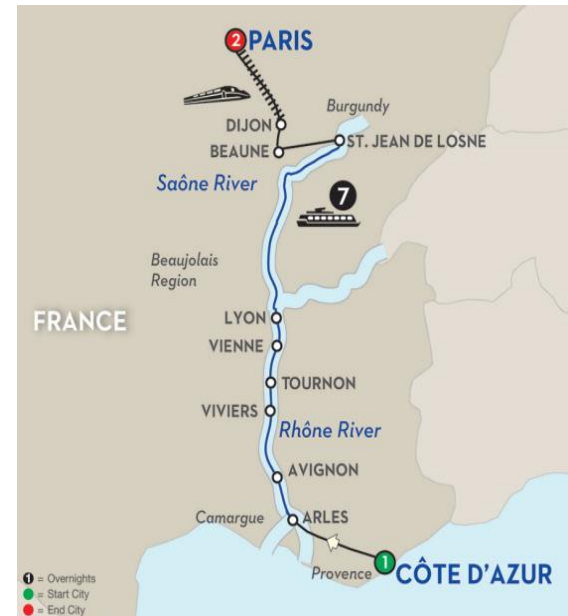 2 PARIS
Burgundy
DIJON
ST. JEAN DE LOSNE
BEAUNE
Saône River
7
Beaujolais
Region
FRANCE
LYON
VIENNE
TOURNON
VIVIERS
Rhône River
AVIGNON
Camargue
ARLES
Provence
1 CÔTE D'AZUR
1 = Overnights
= Start City
= End City